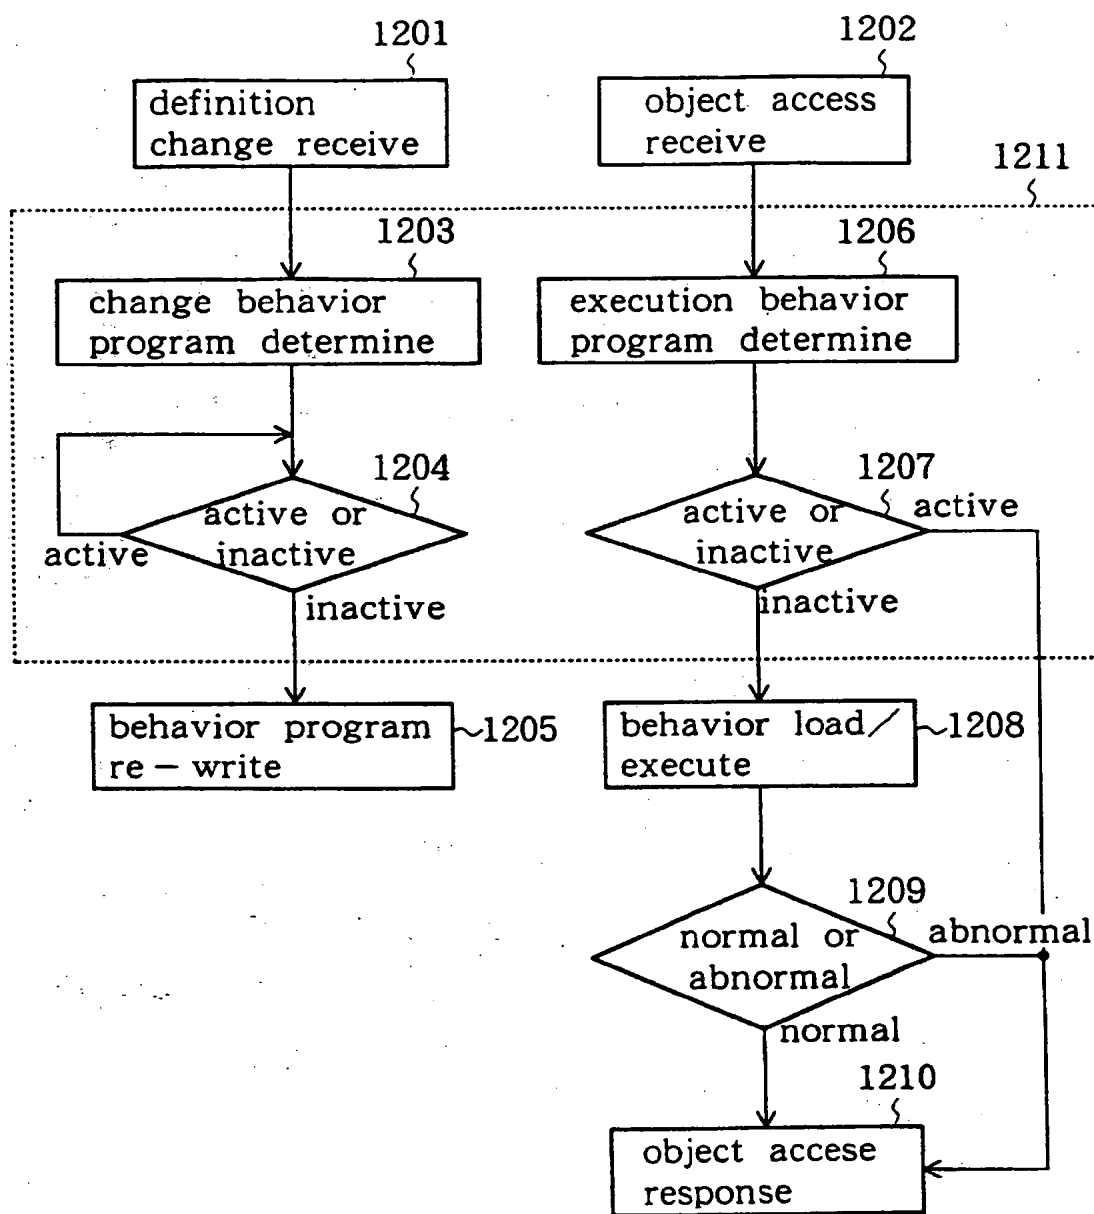 1201
definition
change receive
1202
object access
receive
1211
1203
change behavior
program determine
1206
execution behavior
program determine
1204
active or
inactive
active
inactive
1207
active or
inactive
active
inactive
behavior program
re-write
1205
behavior load/
execute
1208
1209
normal or
abnormal
abnormal
normal
1210
object accese
response